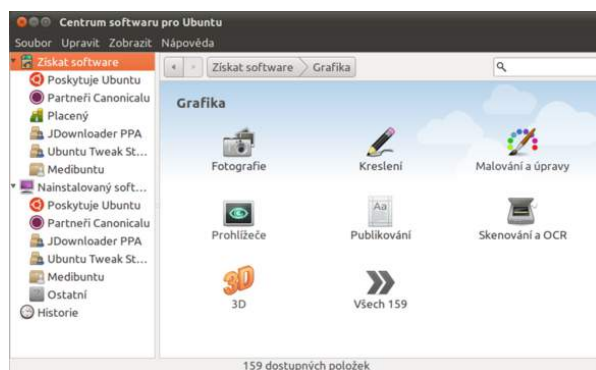 Centrum softwaru pro Ubuntu
Soubor Upravit Zobrazit Nápověda
Získat software
Poskytuje Ubuntu
Partneři Canonicalu
Placený
JDownloader PPA
Ubuntu Tweak St...
Medibuntu
Nainstalovaný soft...
Poskytuje Ubuntu
Partneři Canonicalu
JDownloader PPA
Ubuntu Tweak St...
Medibuntu
Ostatní
Historie
Získat software Grafika
Grafika
Fotografie Kreslení Malování a úpravy
Aa
Prohlížeče Publikování Skenování a OCR
3D
3D Všech 159
159 dostupných položek